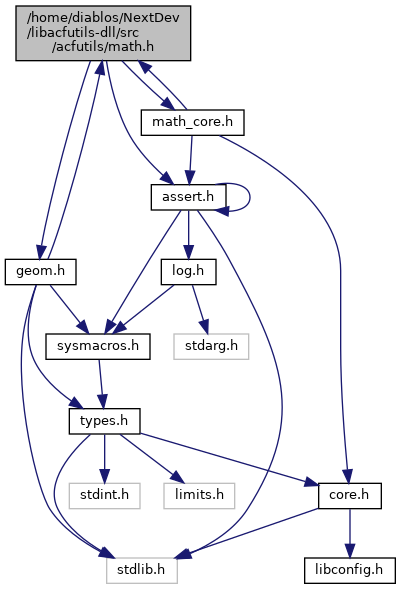 /home/diablos/NextDev
/libacfutils-dll/src
/acfutils/math.h
math_core.h
assert.h
geom.h
log.h
sysmacros.h
stdarg.h
types.h
stdint.h
limits.h
core.h
stdlib.h
libconfig.h